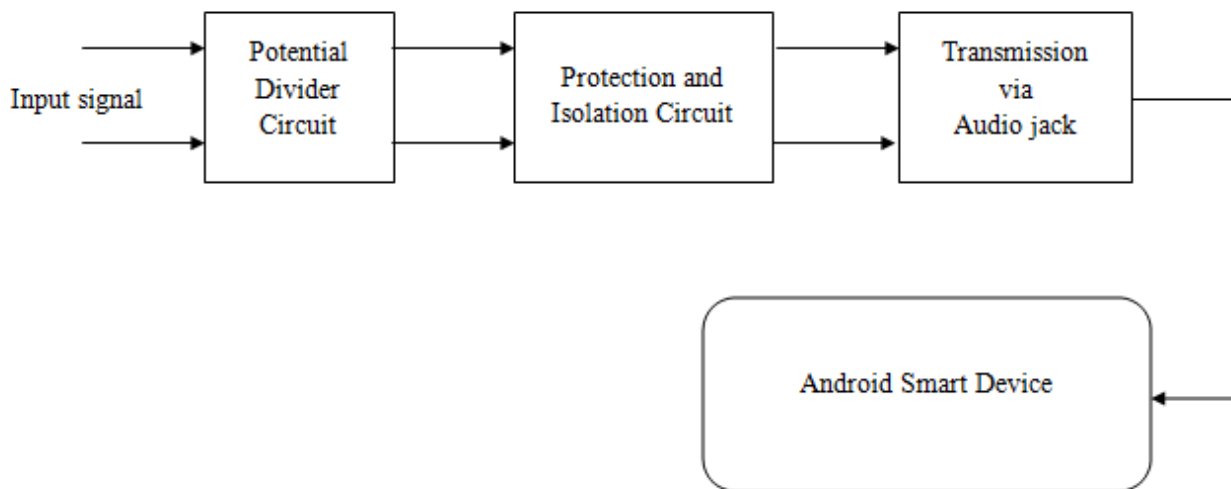 Input signal
Potential
Divider
Circuit
Protection and
Isolation Circuit
Transmission
via
Audio jack
Android Smart Device